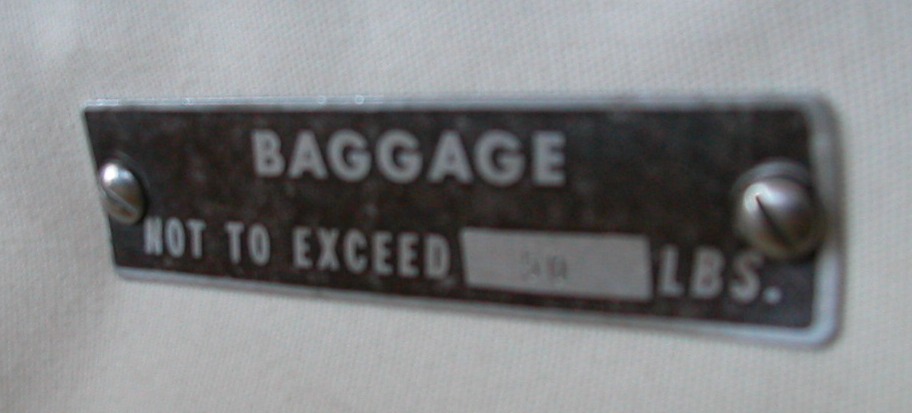 BAGGAGE
NOT TO EXCEED LBS.